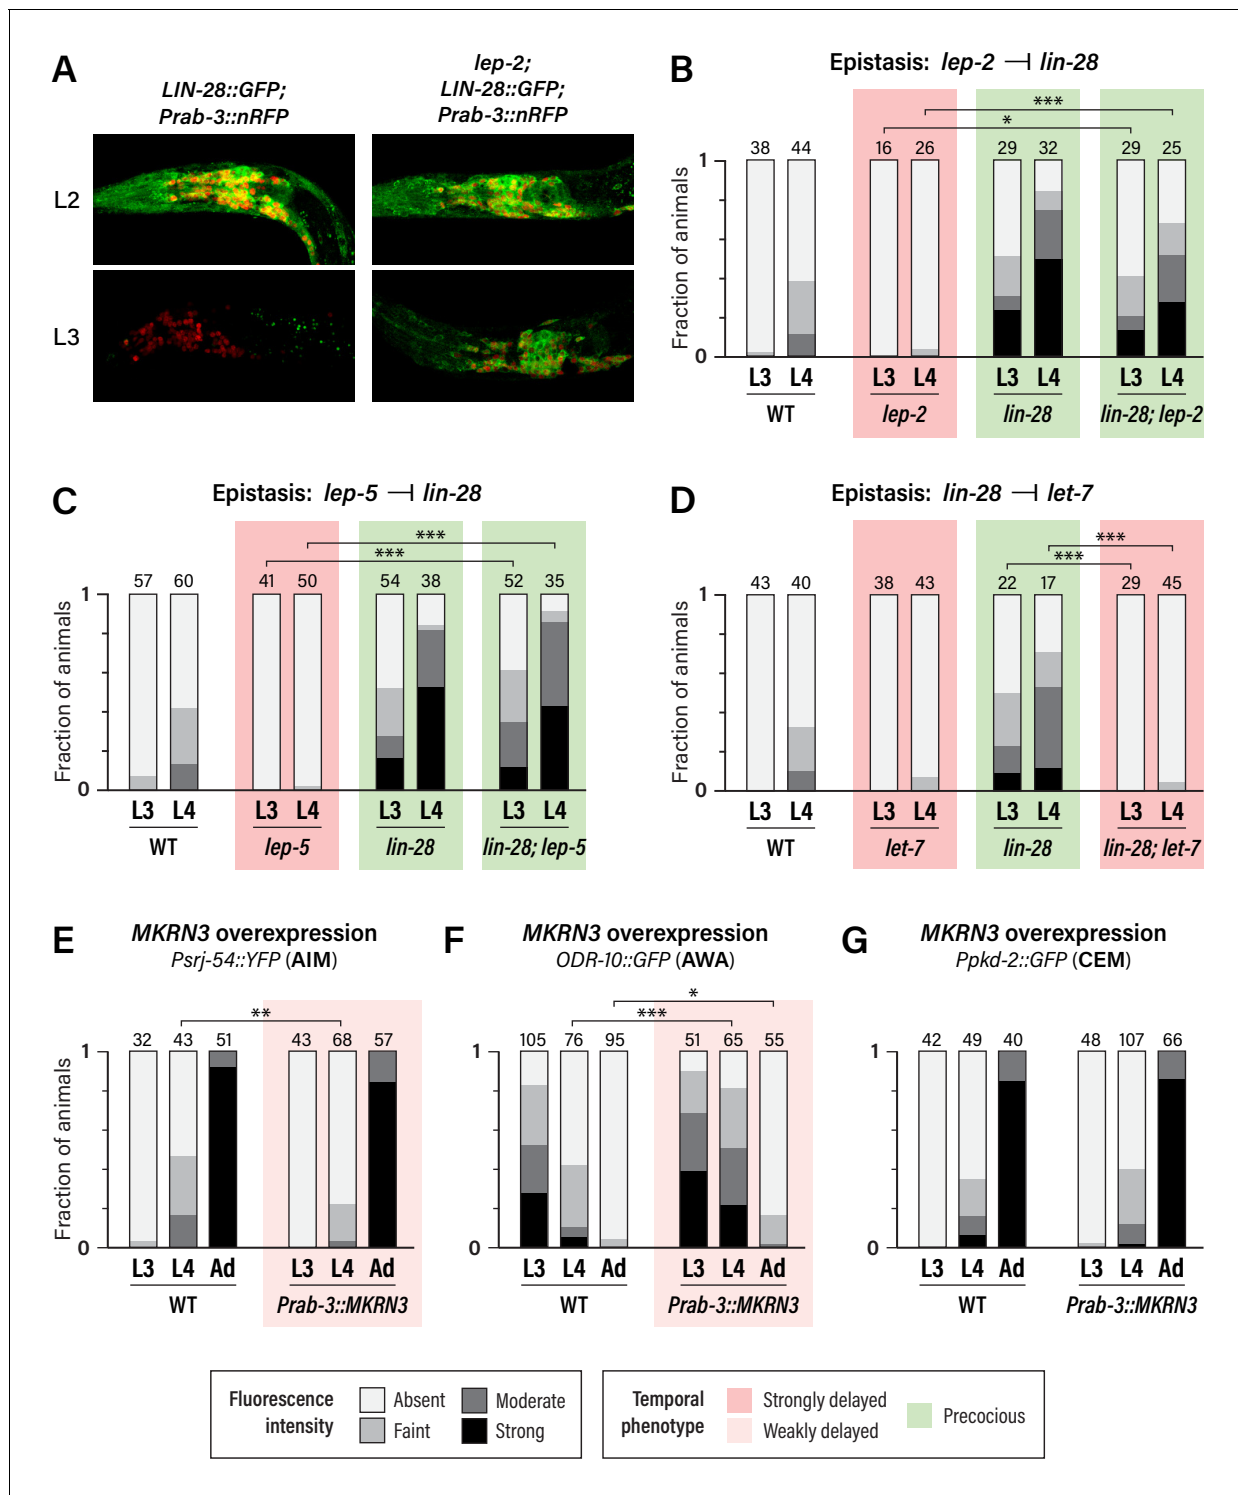 A
LIN-28::GFP;
Prab-3::nRFP
lep-2;
LIN-28::GFP;
Prab-3::nRFP
L2
L3
B
Epistasis: lep-2 ⊣ lin-28
***
*
38 44 16 26 29 32 29 25
1
0
Fraction of animals
L3 L4 L3 L4 L3 L4 L3 L4
WT lep-2 lin-28 lin-28; lep-2
C
Epistasis: lep-5 ⊣ lin-28
***
***
57 60 41 50 54 38 52 35
1
0
Fraction of animals
L3 L4 L3 L4 L3 L4 L3 L4
WT lep-5 lin-28 lin-28; lep-5
D
Epistasis: lin-28 ⊣ let-7
***
***
43 40 38 43 22 17 29 45
1
0
Fraction of animals
L3 L4 L3 L4 L3 L4 L3 L4
WT let-7 lin-28 lin-28; let-7
E
MKRN3 overexpression
Psrj-54::YFP (AIM)
**
32 43 51 43 68 57
1
0
Fraction of animals
L3 L4 Ad L3 L4 Ad
WT Prab-3::MKRN3
F
MKRN3 overexpression
ODR-10::GFP (AWA)
*
***
105 76 95 51 65 55
1
0
L3 L4 Ad L3 L4 Ad
WT Prab-3::MKRN3
G
MKRN3 overexpression
Ppkd-2::GFP (CEM)
42 49 40 48 107 66
1
0
L3 L4 Ad L3 L4 Ad
WT Prab-3::MKRN3
Fluorescence
intensity
Absent Moderate
Faint Strong
Temporal
phenotype
Strongly delayed
Weakly delayed
Precocious